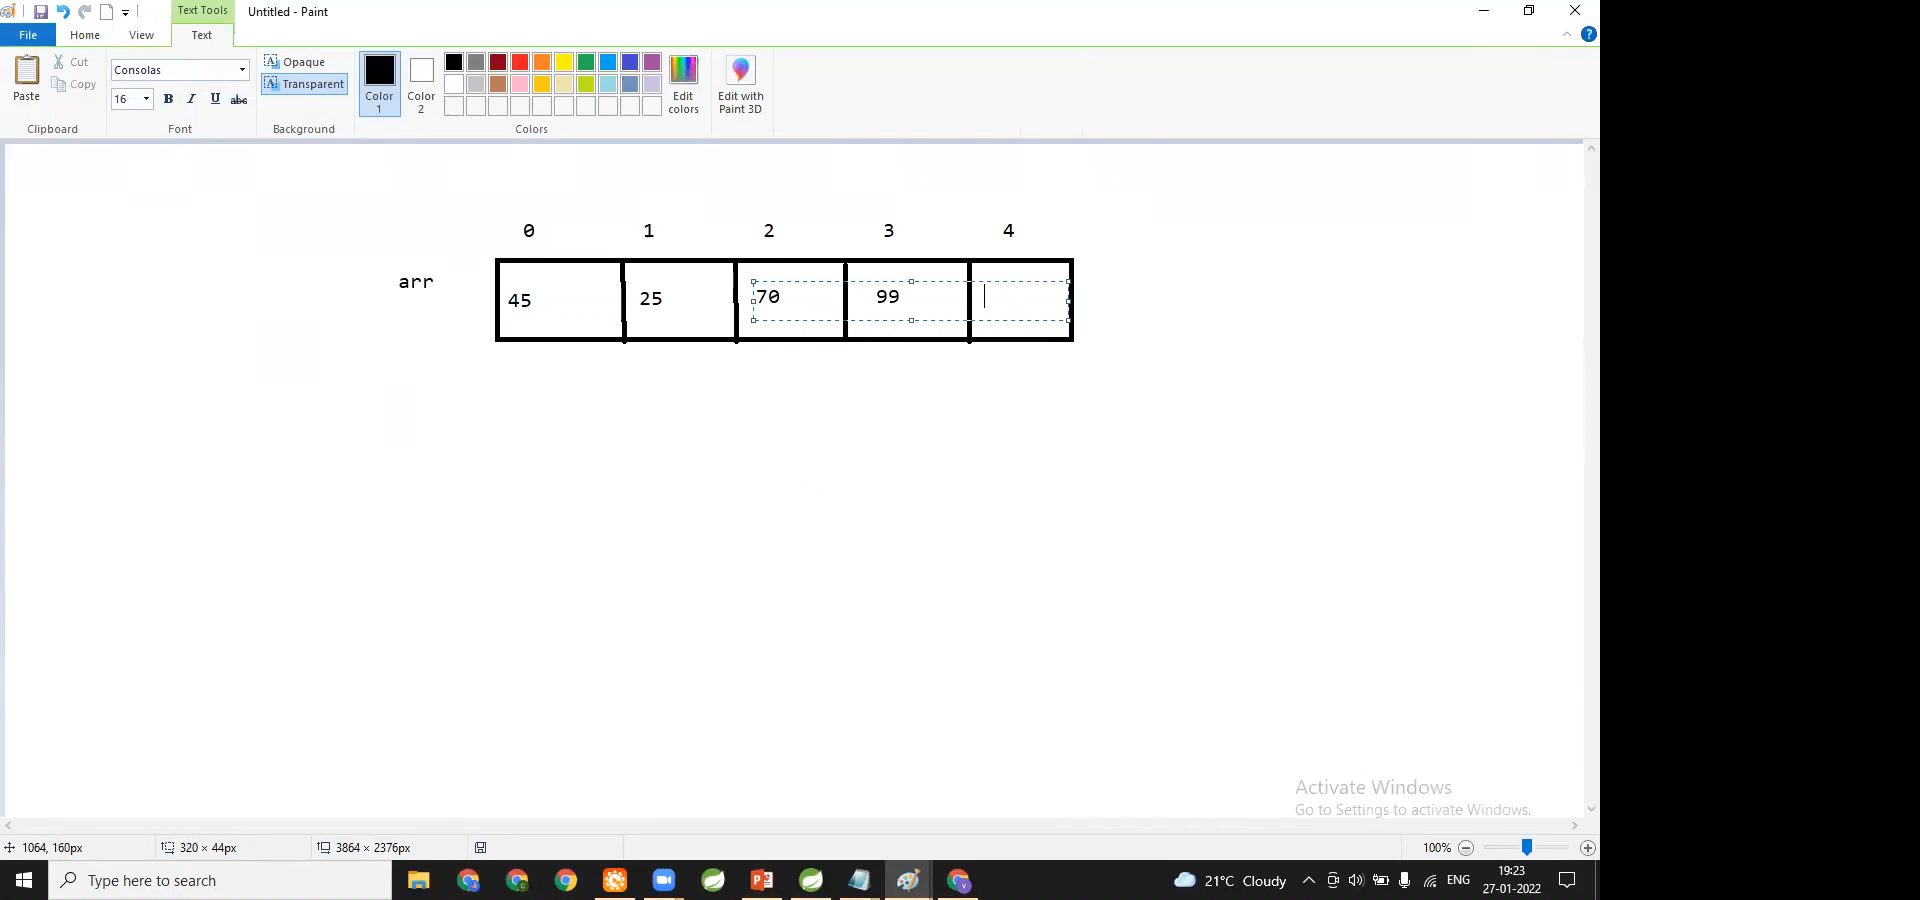 Text Tools
Untitled - Paint
File
Home
View
Text
Paste
Cut
Copy
Clipboard
Consolas
16
B
I
U
abc
Font
Opaque
Transparent
Background
Color
1
Color
2
Edit
colors
Colors
Edit with
Paint 3D
0 1 2 3 4
arr
45 25 70 99
Activate Windows
Go to Settings to activate Windows.
1064, 160px
320 × 44px
3864 × 2376px
100%
Type here to search
21°C Cloudy
ENG
19:23
27-01-2022